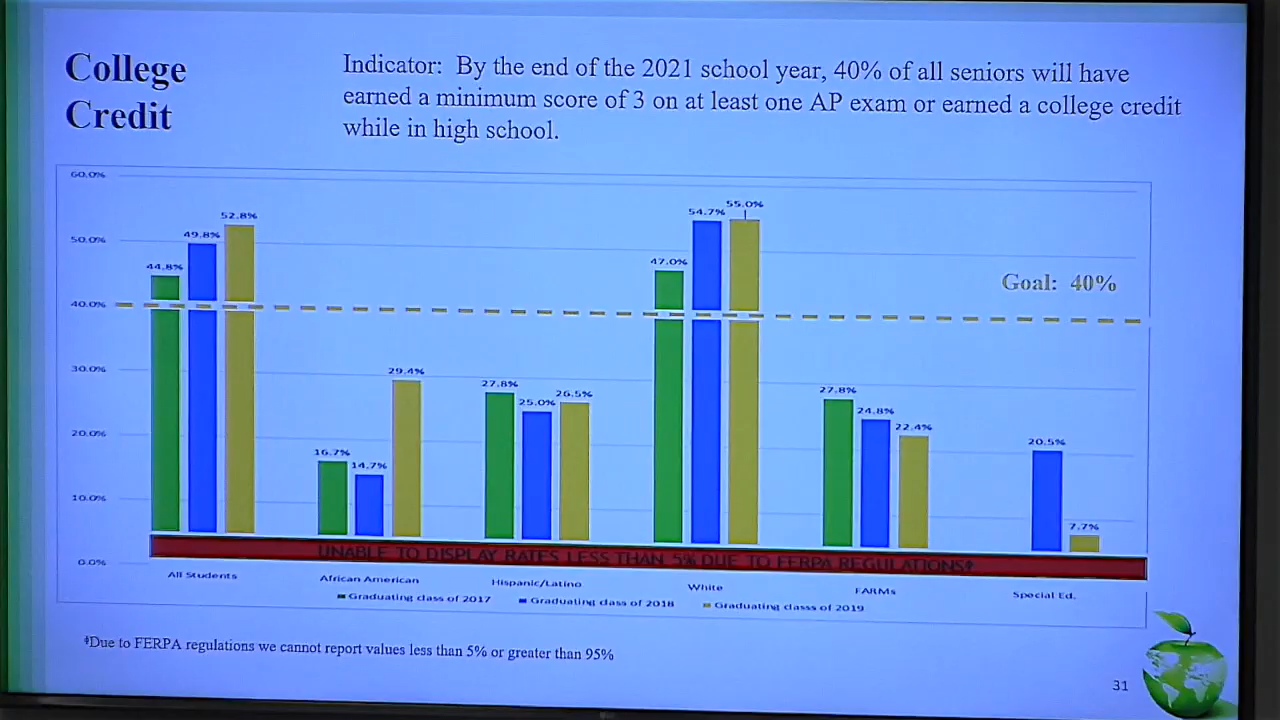 College
Credit
Indicator: By the end of the 2021 school year, 40% of all seniors will have
earned a minimum score of 3 on at least one AP exam or earned a college credit
while in high school.
60.0%
50.0%
40.0%
30.0%
20.0%
10.0%
0.0%
44.8%
49.8%
52.8%
16.7%
14.7%
29.4%
27.8%
25.0%
26.5%
47.0%
54.7%
55.0%
27.8%
24.8%
22.4%
20.5%
7.7%
Goal: 40%
UNABLE TO DISPLAY RATES LESS THAN 5% DUE TO FERPA REGULATIONS‡
All Students
African American
Hispanic/Latino
White
FARMs
Special Ed.
Graduating class of 2017
Graduating class of 2018
Graduating classs of 2019
‡Due to FERPA regulations we cannot report values less than 5% or greater than 95%
31